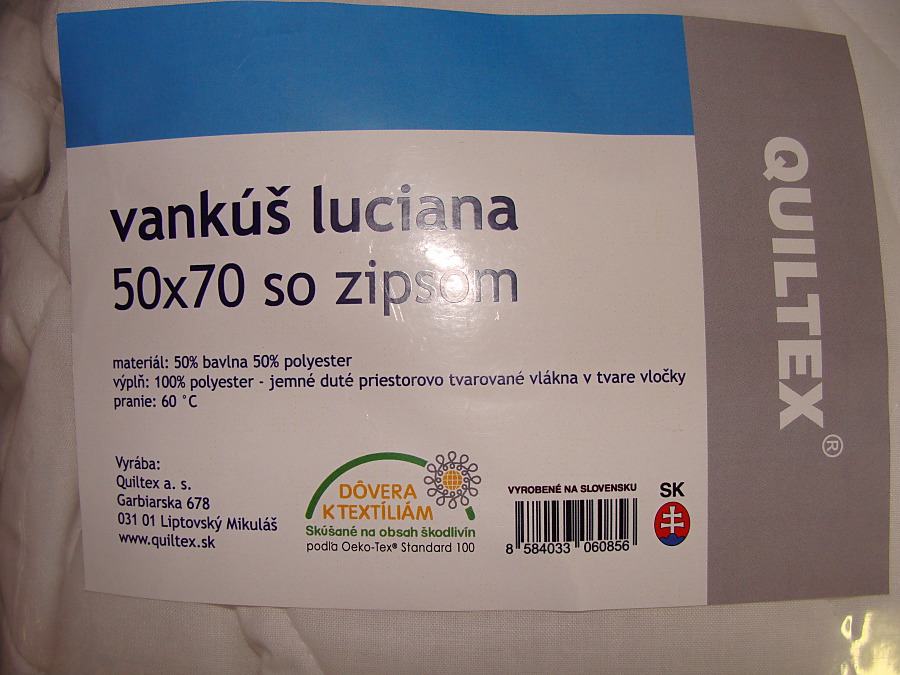 vankúš luciana
50x70 so zipsom
materiál: 50% bavlna 50% polyester
výplň: 100% polyester - jemné duté priestorovo tvarované vlákna v tvare vločky
pranie: 60 °C
Vyrába:
Quiltex a. s.
Garbiarska 678
031 01 Liptovský Mikuláš
www.quiltex.sk
DÔVERA
K TEXTÍLIÁM
Skúšané na obsah škodlivín
podľa Oeko-Tex® Standard 100
VYROBENÉ NA SLOVENSKU
8 584033 060856
SK
QUILTEX®